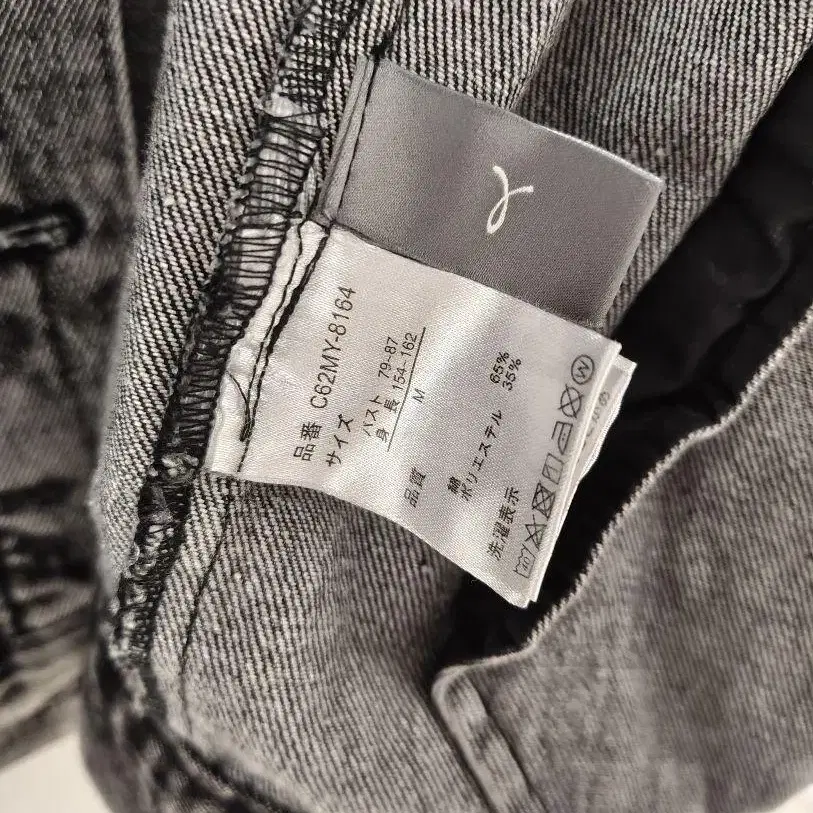 品番 C62MY-8164
サイズ
バスト 79-87
身 長 154-162
M
品質
綿 65%
ポリエステル 35%
洗濯表示